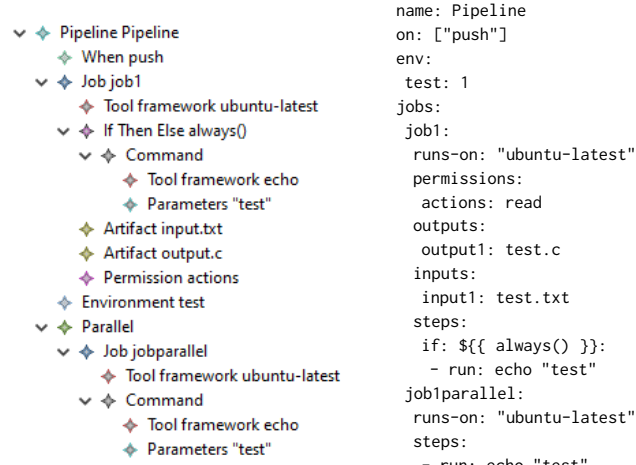 Pipeline Pipeline
When push
Job job1
Tool framework ubuntu-latest
If Then Else always()
Command
Tool framework echo
Parameters "test"
Artifact input.txt
Artifact output.c
Permission actions
Environment test
Parallel
Job jobparallel
Tool framework ubuntu-latest
Command
Tool framework echo
Parameters "test"
name: Pipeline
on: ["push"]
env:
test: 1
jobs:
job1:
runs-on: "ubuntu-latest"
permissions:
actions: read
outputs:
output1: test.c
inputs:
input1: test.txt
steps:
if: ${{ always() }}:
- run: echo "test"
job1parallel:
runs-on: "ubuntu-latest"
steps:
- run: echo "test"